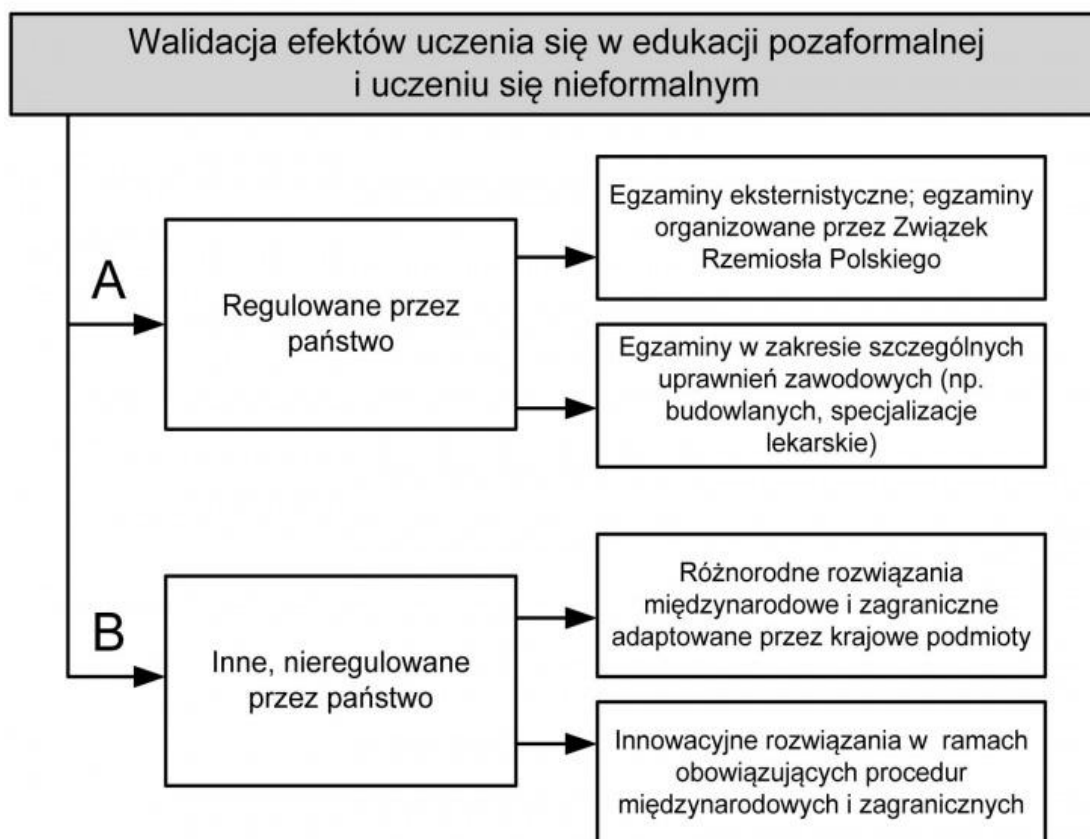 Walidacja efektów uczenia się w edukacji pozaformalnej
i uczeniu się nieformalnym
A
Regulowane przez
państwo
Egzaminy eksternistyczne; egzaminy
organizowane przez Związek
Rzemiosła Polskiego
Egzaminy w zakresie szczególnych
uprawnień zawodowych (np.
budowlanych, specjalizacje
lekarskie)
B
Inne, nieregulowane
przez państwo
Różnorodne rozwiązania
międzynarodowe i zagraniczne
adaptowane przez krajowe podmioty
Innowacyjne rozwiązania w ramach
obowiązujących procedur
międzynarodowych i zagranicznych